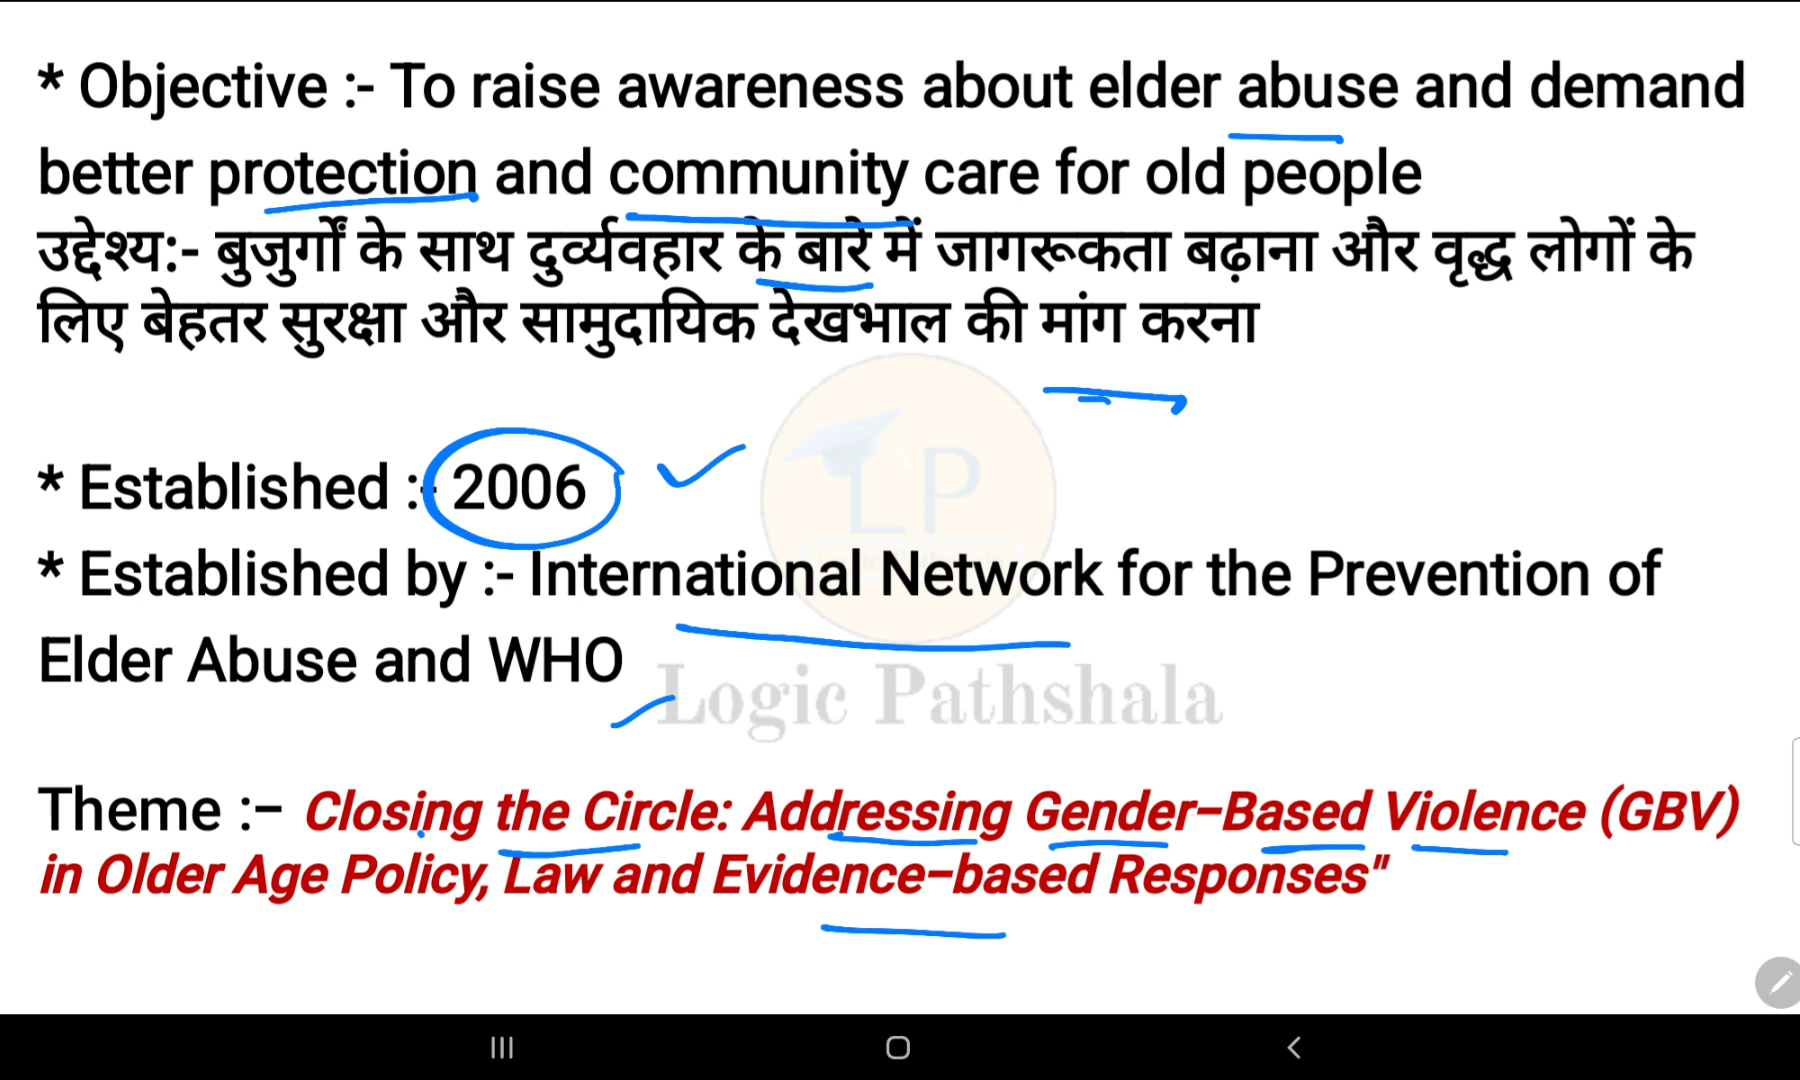 * Objective :- To raise awareness about elder abuse and demand
better protection and community care for old people
उद्देश्य:- बुजुर्गों के साथ दुर्व्यवहार के बारे में जागरूकता बढ़ाना और वृद्ध लोगों के
लिए बेहतर सुरक्षा और सामुदायिक देखभाल की मांग करना
* Established :- 2006
LP
* Established by :- International Network for the Prevention of
Elder Abuse and WHO
Logic Pathshala
Theme :– Closing the Circle: Addressing Gender–Based Violence (GBV)
in Older Age Policy, Law and Evidence–based Responses"